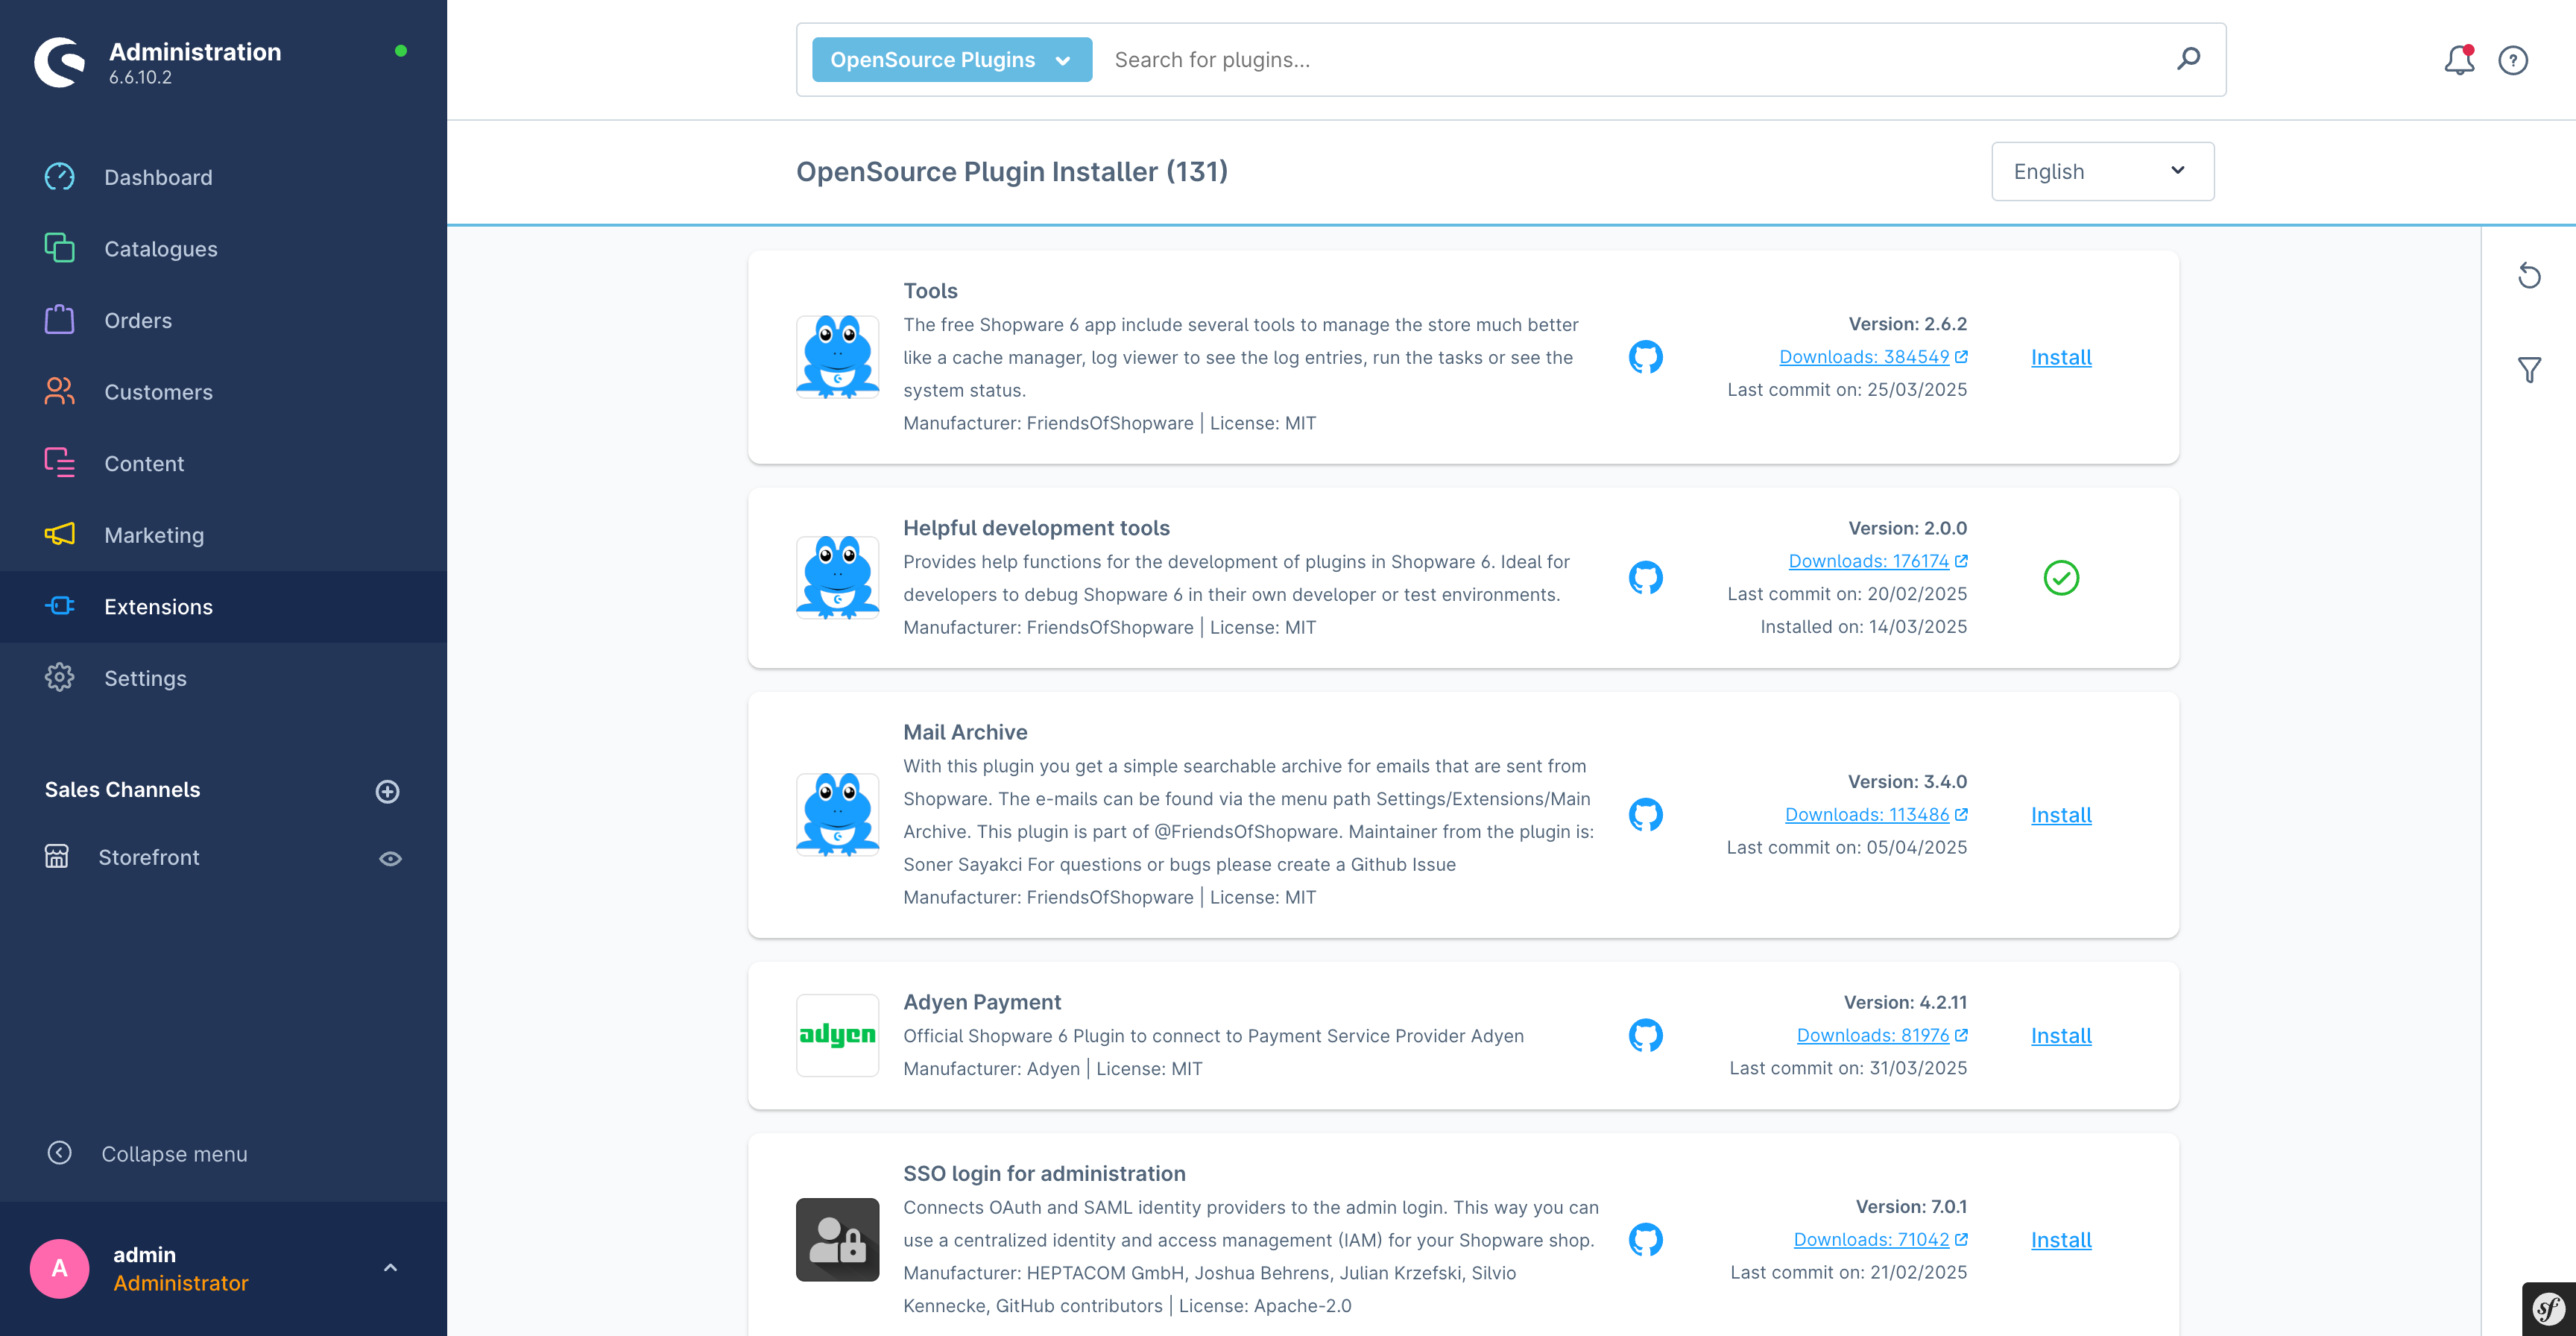 Administration
6.6.10.2
Dashboard
Catalogues
Orders
Customers
Content
Marketing
Extensions
Settings
Sales Channels
Storefront
Collapse menu
A
admin
Administrator
OpenSource Plugins
Search for plugins...
?
OpenSource Plugin Installer (131)
English
Tools
The free Shopware 6 app include several tools to manage the store much better
like a cache manager, log viewer to see the log entries, run the tasks or see the
system status.
Manufacturer: FriendsOfShopware | License: MIT
Version: 2.6.2
Downloads: 384549
Last commit on: 25/03/2025
Install
Helpful development tools
Provides help functions for the development of plugins in Shopware 6. Ideal for
developers to debug Shopware 6 in their own developer or test environments.
Manufacturer: FriendsOfShopware | License: MIT
Version: 2.0.0
Downloads: 176174
Last commit on: 20/02/2025
Installed on: 14/03/2025
Mail Archive
With this plugin you get a simple searchable archive for emails that are sent from
Shopware. The e-mails can be found via the menu path Settings/Extensions/Main
Archive. This plugin is part of @FriendsOfShopware. Maintainer from the plugin is:
Soner Sayakci For questions or bugs please create a Github Issue
Manufacturer: FriendsOfShopware | License: MIT
Version: 3.4.0
Downloads: 113486
Last commit on: 05/04/2025
Install
adyen
Adyen Payment
Official Shopware 6 Plugin to connect to Payment Service Provider Adyen
Manufacturer: Adyen | License: MIT
Version: 4.2.11
Downloads: 81976
Last commit on: 31/03/2025
Install
SSO login for administration
Connects OAuth and SAML identity providers to the admin login. This way you can
use a centralized identity and access management (IAM) for your Shopware shop.
Manufacturer: HEPTACOM GmbH, Joshua Behrens, Julian Krzefski, Silvio
Kennecke, GitHub contributors | License: Apache-2.0
Version: 7.0.1
Downloads: 71042
Last commit on: 21/02/2025
Install
sf